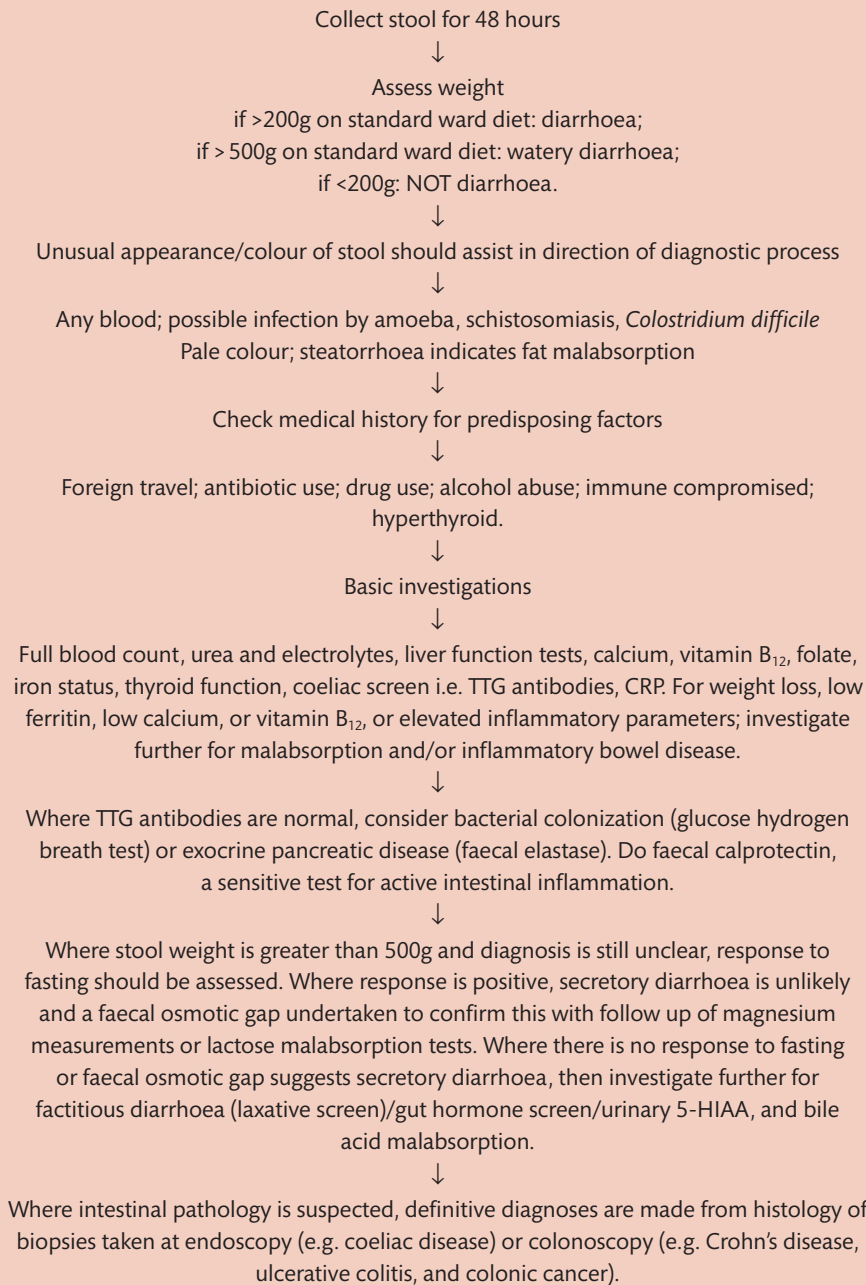 Collect stool for 48 hours
↓
Assess weight
if >200g on standard ward diet: diarrhoea;
if > 500g on standard ward diet: watery diarrhoea;
if <200g: NOT diarrhoea.
↓
Unusual appearance/colour of stool should assist in direction of diagnostic process
↓
Any blood; possible infection by amoeba, schistosomiasis, Colostridium difficile
Pale colour; steatorrhoea indicates fat malabsorption
↓
Check medical history for predisposing factors
↓
Foreign travel; antibiotic use; drug use; alcohol abuse; immune compromised;
hyperthyroid.
↓
Basic investigations
↓
Full blood count, urea and electrolytes, liver function tests, calcium, vitamin B₁₂, folate,
iron status, thyroid function, coeliac screen i.e. TTG antibodies, CRP. For weight loss, low
ferritin, low calcium, or vitamin B₁₂, or elevated inflammatory parameters; investigate
further for malabsorption and/or inflammatory bowel disease.
↓
Where TTG antibodies are normal, consider bacterial colonization (glucose hydrogen
breath test) or exocrine pancreatic disease (faecal elastase). Do faecal calprotectin,
a sensitive test for active intestinal inflammation.
↓
Where stool weight is greater than 500g and diagnosis is still unclear, response to
fasting should be assessed. Where response is positive, secretory diarrhoea is unlikely
and a faecal osmotic gap undertaken to confirm this with follow up of magnesium
measurements or lactose malabsorption tests. Where there is no response to fasting
or faecal osmotic gap suggests secretory diarrhoea, then investigate further for
factitious diarrhoea (laxative screen)/gut hormone screen/urinary 5-HIAA, and bile
acid malabsorption.
↓
Where intestinal pathology is suspected, definitive diagnoses are made from histology of
biopsies taken at endoscopy (e.g. coeliac disease) or colonoscopy (e.g. Crohn's disease,
ulcerative colitis, and colonic cancer).